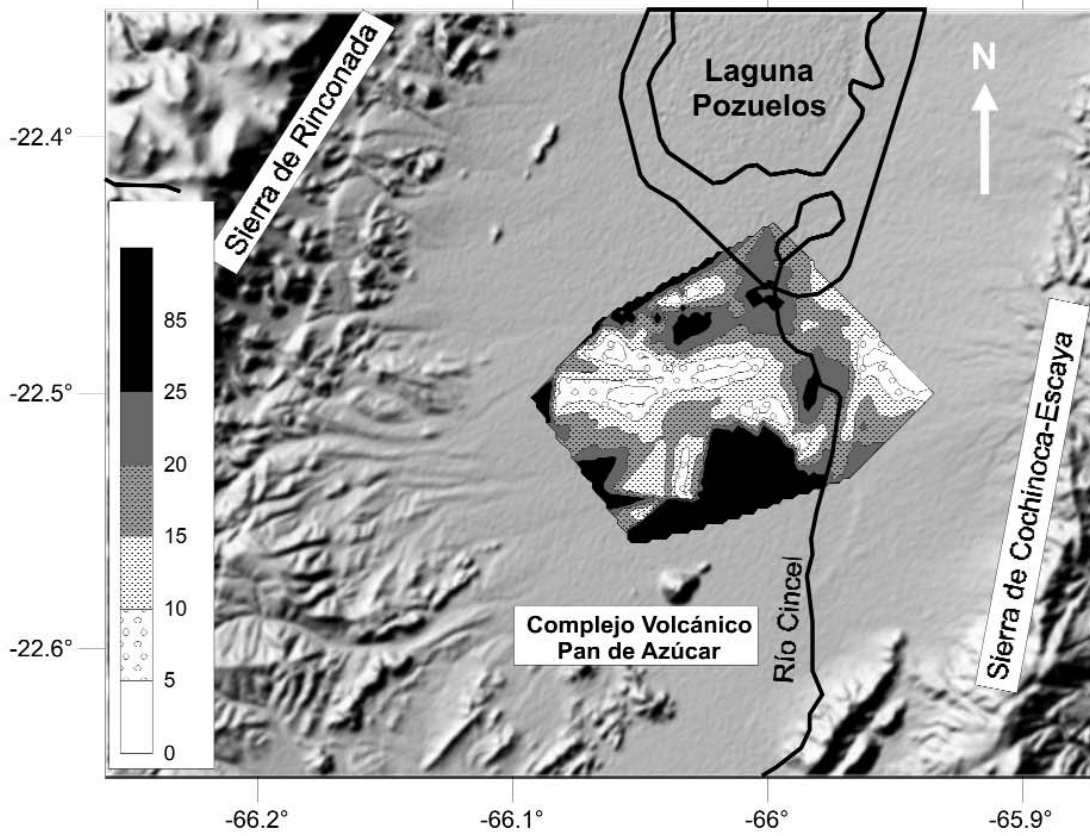 Sierra de Rinconada
Laguna
Pozuelos
N
-22.4°
-22.5°
-22.6°
85
25
20
15
10
5
0
Sierra de Cochinoca-Escaya
Río Cincel
Complejo Volcánico
Pan de Azúcar
-66.2°
-66.1°
-66°
-65.9°